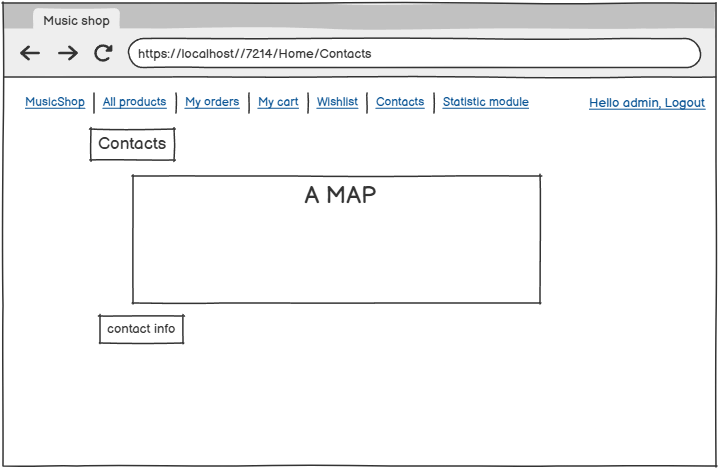 Music shop
https://localhost//7214/Home/Contacts
MusicShop All products My orders My cart Wishlist Contacts Statistic module Hello admin, Logout
Contacts
A MAP
contact info